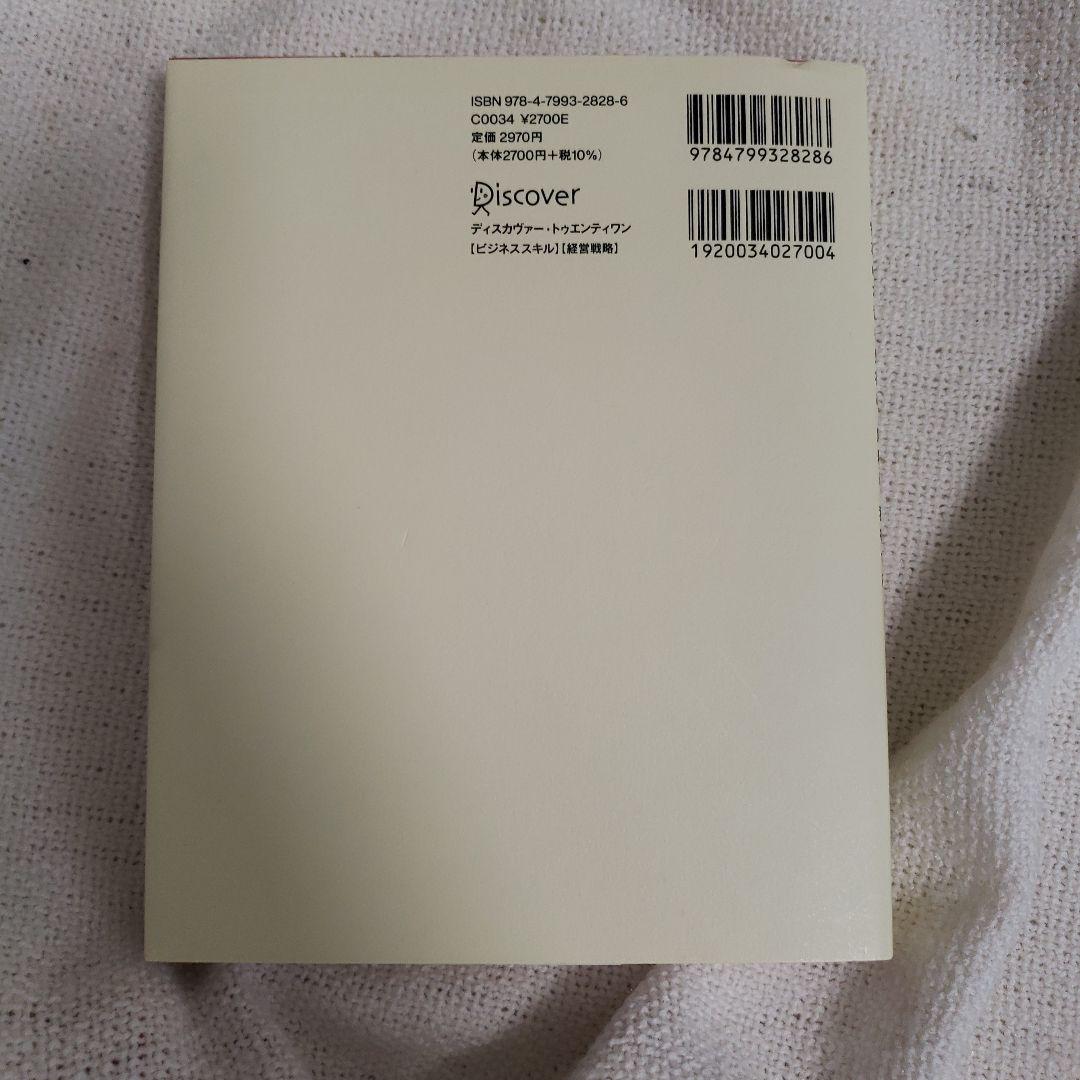 ISBN 978-4-7993-2828-6
C0034 ¥2700E
定価 2970円
(本体2700円+税10%)
Discover
ディスカヴァー・トゥエンティワン
[ビジネススキル] [経営戦略]
9784799328286
1920034027004